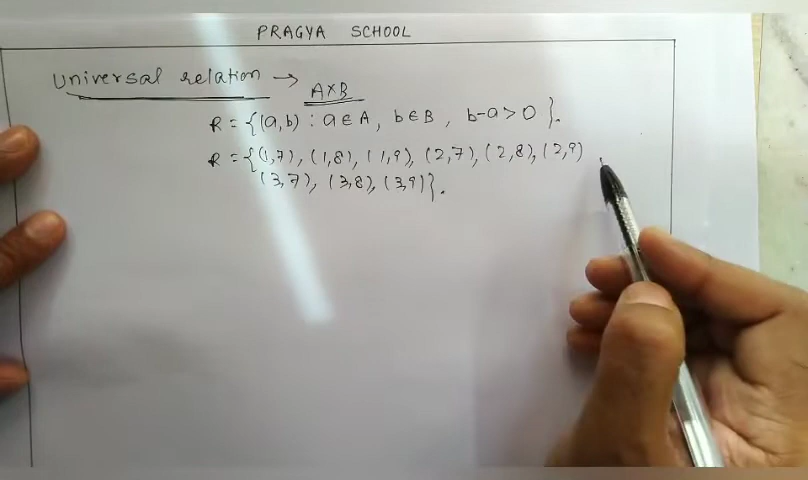 PRAGYA SCHOOL
Universal relation →
A×B
R = {(a,b) : a ∈ A, b ∈ B, b-a > 0}.
R = {(1,7), (1,8), (1,9), (2,7), (2,8), (2,9)
(3,7), (3,8), (3,9)}.